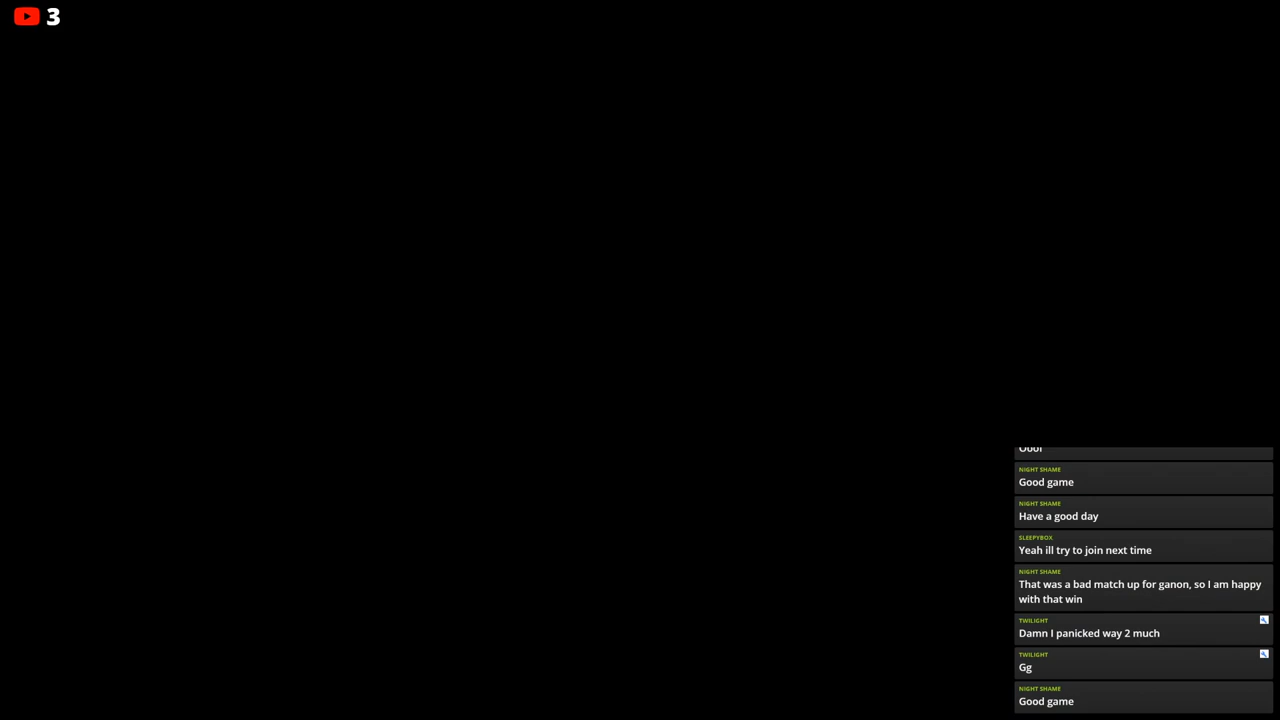 3
Ooof
NIGHT SHAME
Good game
NIGHT SHAME
Have a good day
SLEEPYBOX
Yeah ill try to join next time
NIGHT SHAME
That was a bad match up for ganon, so I am happy
with that win
TWILIGHT
Damn I panicked way 2 much
TWILIGHT
Gg
NIGHT SHAME
Good game